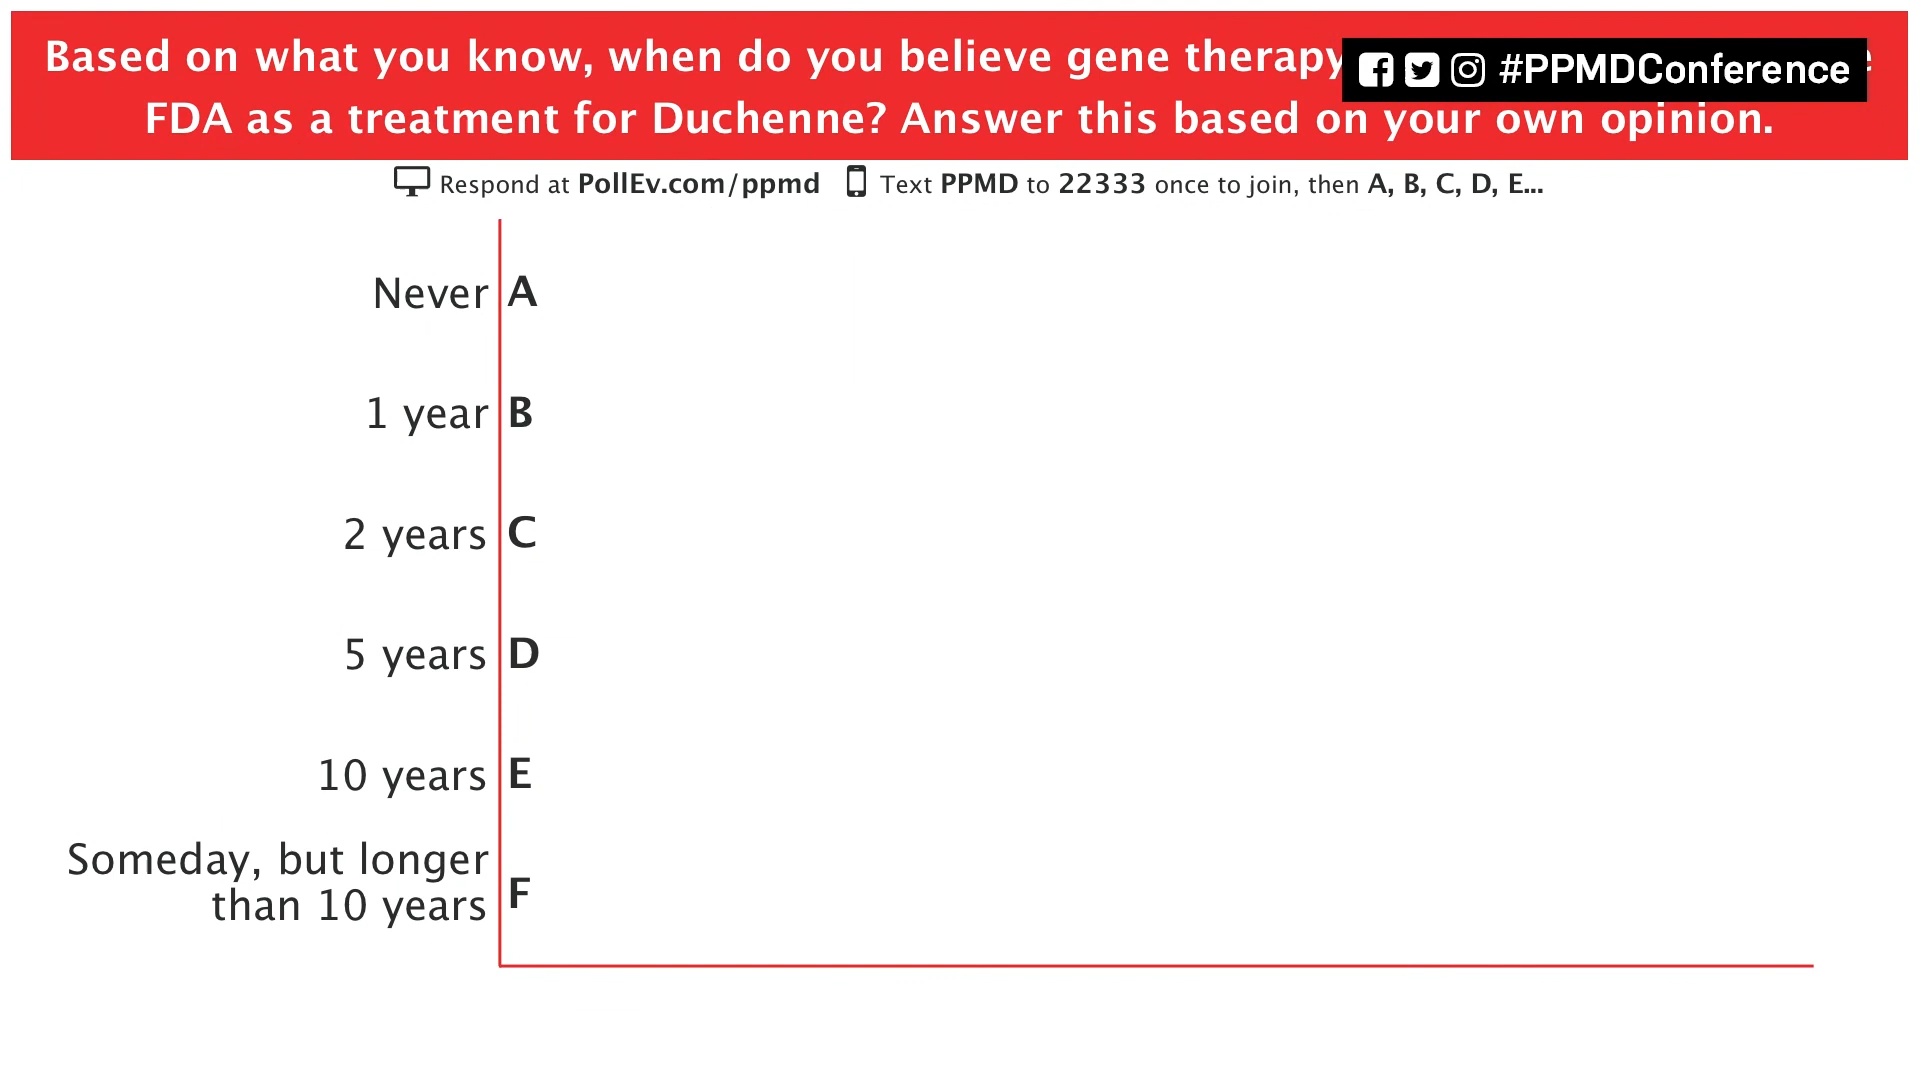 Based on what you know, when do you believe gene therapy
#PPMDConference
FDA as a treatment for Duchenne? Answer this based on your own opinion.
Respond at PollEv.com/ppmd Text PPMD to 22333 once to join, then A, B, C, D, E...
Never A
1 year B
2 years C
5 years D
10 years E
Someday, but longer
than 10 years F